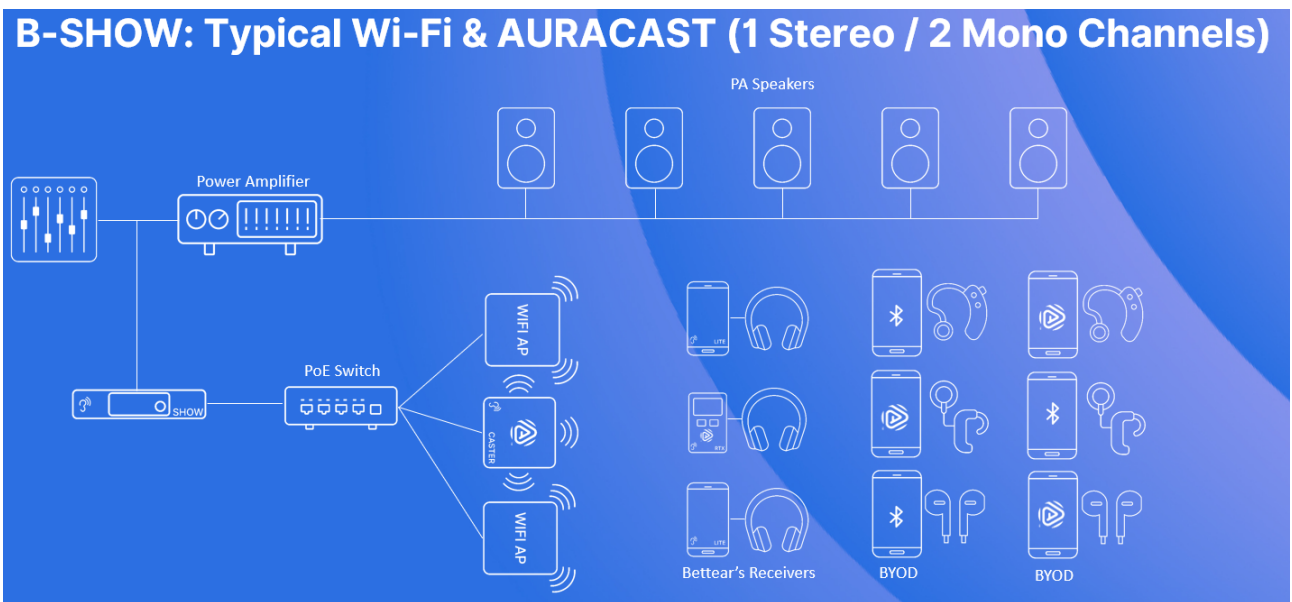 B-SHOW: Typical Wi-Fi & AURACAST (1 Stereo / 2 Mono Channels)
PA Speakers
Power Amplifier
WIFI AP
LITE
PoE Switch
SHOW
CASTER
RTX
WIFI AP
LITE
Bettear's Receivers
BYOD
BYOD